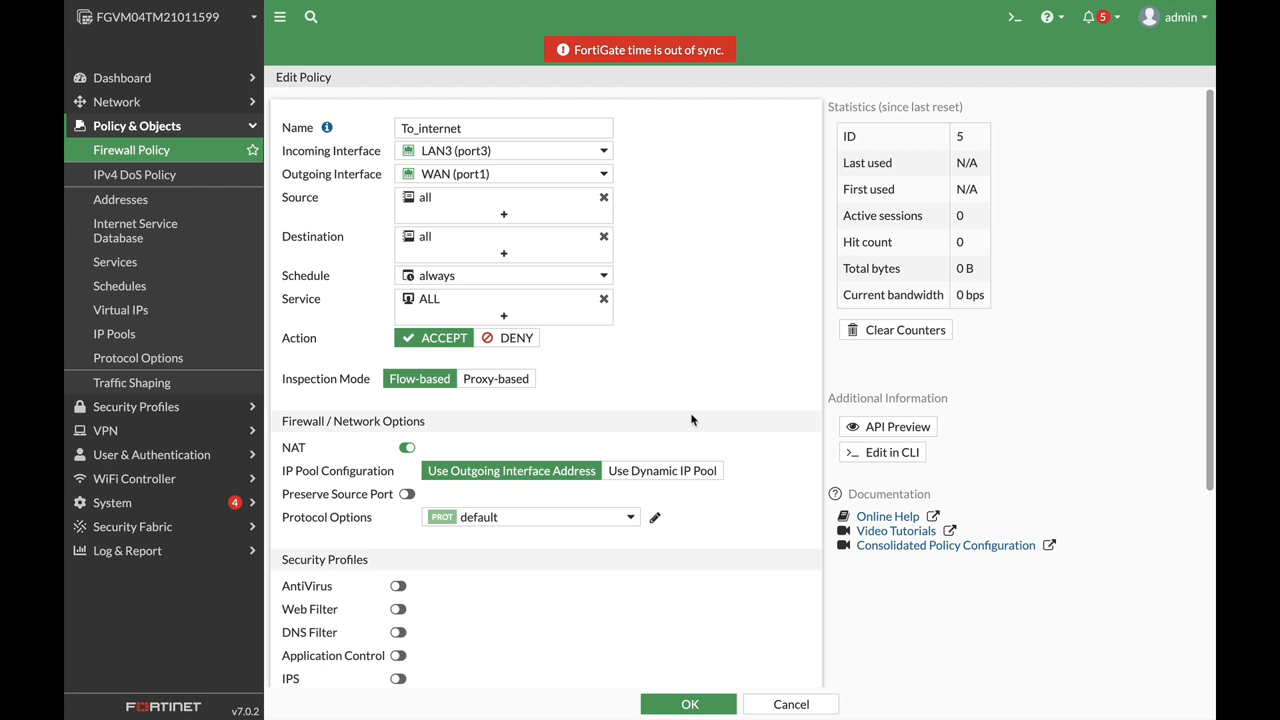 FGVM04TM21011599
5
admin
FortiGate time is out of sync.
Dashboard
Network
Policy & Objects
Firewall Policy
IPv4 DoS Policy
Addresses
Internet Service
Database
Services
Schedules
Virtual IPs
IP Pools
Protocol Options
Traffic Shaping
Security Profiles
VPN
User & Authentication
WiFi Controller
System 4
Security Fabric
Log & Report
FORTINET v7.0.2
Edit Policy
Name To_internet
Incoming Interface LAN3 (port3)
Outgoing Interface WAN (port1)
Source all
+
Destination all
+
Schedule always
Service ALL
+
Action ACCEPT DENY
Inspection Mode Flow-based Proxy-based
Firewall / Network Options
NAT
IP Pool Configuration Use Outgoing Interface Address Use Dynamic IP Pool
Preserve Source Port
Protocol Options PROT default
Security Profiles
AntiVirus
Web Filter
DNS Filter
Application Control
IPS
OK Cancel
Statistics (since last reset)
ID 5
Last used N/A
First used N/A
Active sessions 0
Hit count 0
Total bytes 0 B
Current bandwidth 0 bps
Clear Counters
Additional Information
API Preview
>_ Edit in CLI
Documentation
Online Help
Video Tutorials
Consolidated Policy Configuration